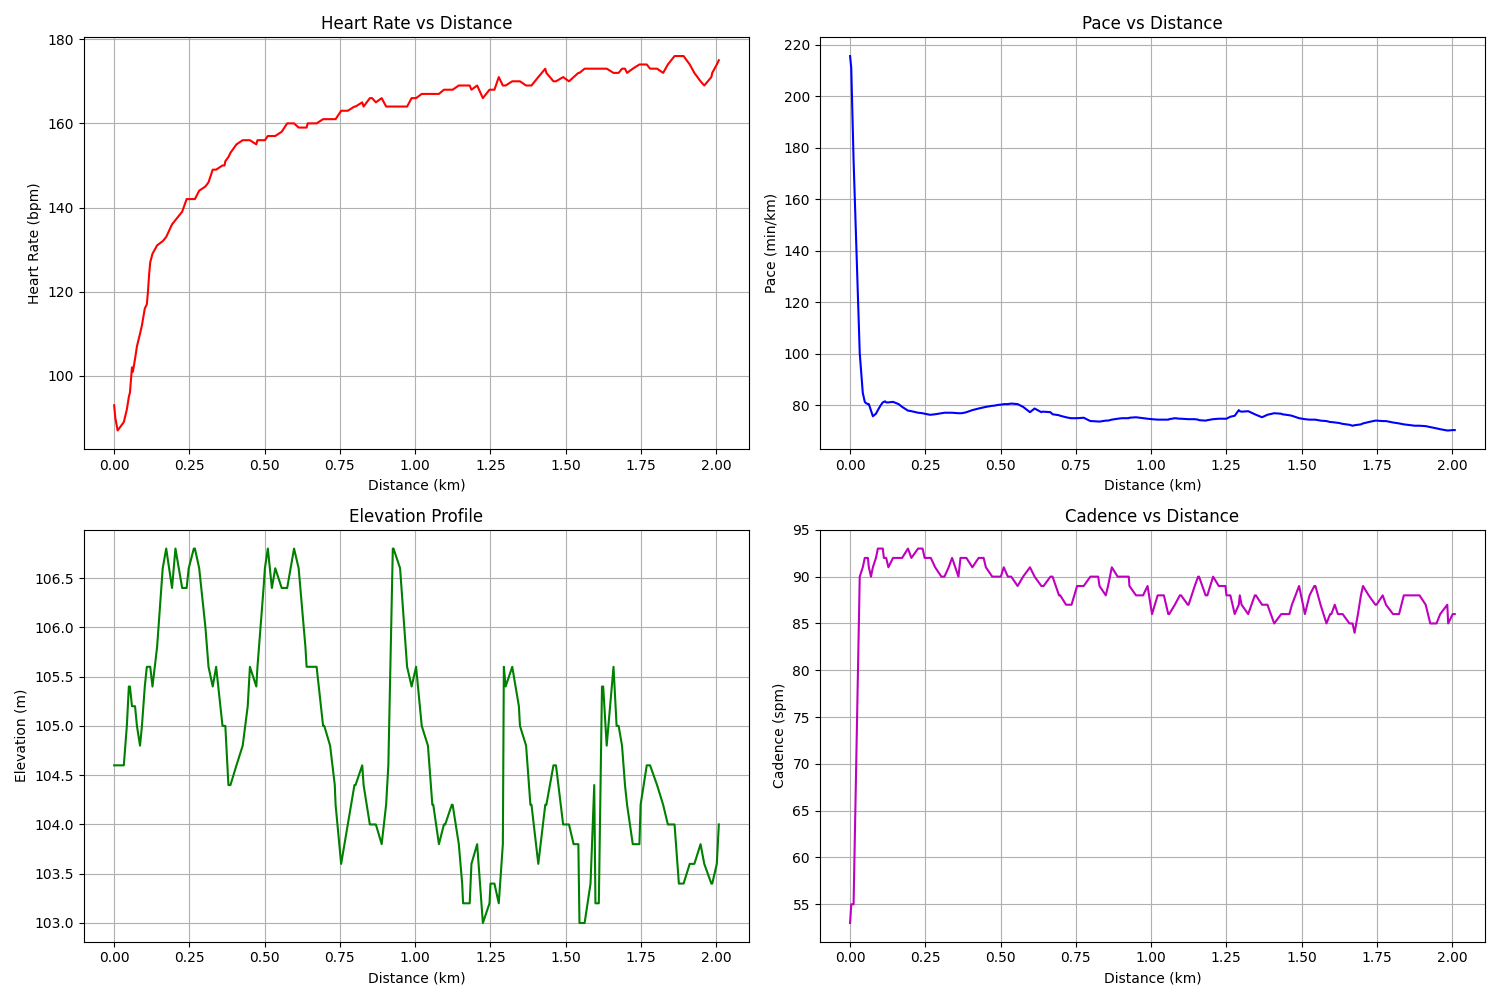 Heart Rate vs Distance
180
160
140
120
100
Heart Rate (bpm)
0.00 0.25 0.50 0.75 1.00 1.25 1.50 1.75 2.00
Distance (km)
Pace vs Distance
220
200
180
160
140
120
100
80
Pace (min/km)
0.00 0.25 0.50 0.75 1.00 1.25 1.50 1.75 2.00
Distance (km)
Elevation Profile
106.5
106.0
105.5
105.0
104.5
104.0
103.5
103.0
Elevation (m)
0.00 0.25 0.50 0.75 1.00 1.25 1.50 1.75 2.00
Distance (km)
Cadence vs Distance
95
90
85
80
75
70
65
60
55
Cadence (spm)
0.00 0.25 0.50 0.75 1.00 1.25 1.50 1.75 2.00
Distance (km)